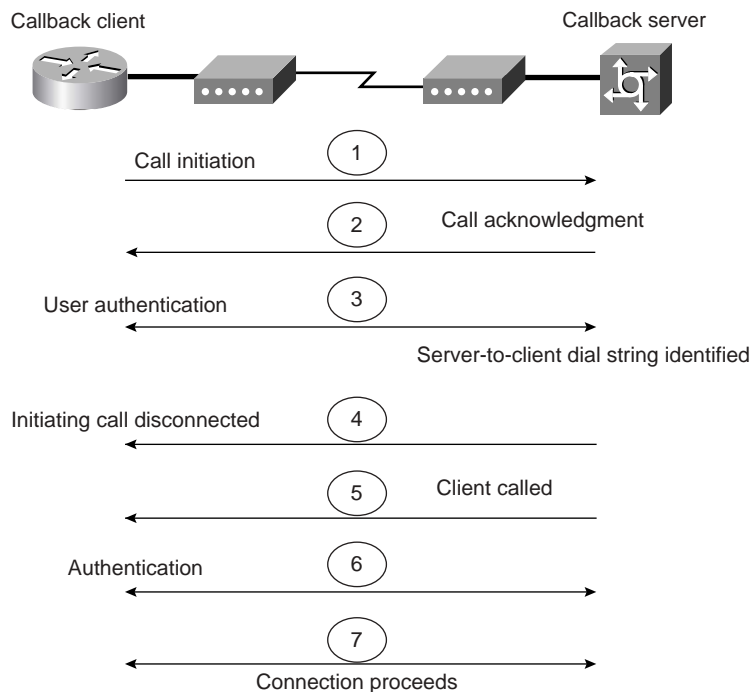 Callback client
Callback server
1
Call initiation
2
Call acknowledgment
3
User authentication
Server-to-client dial string identified
4
Initiating call disconnected
5
Client called
6
Authentication
7
Connection proceeds